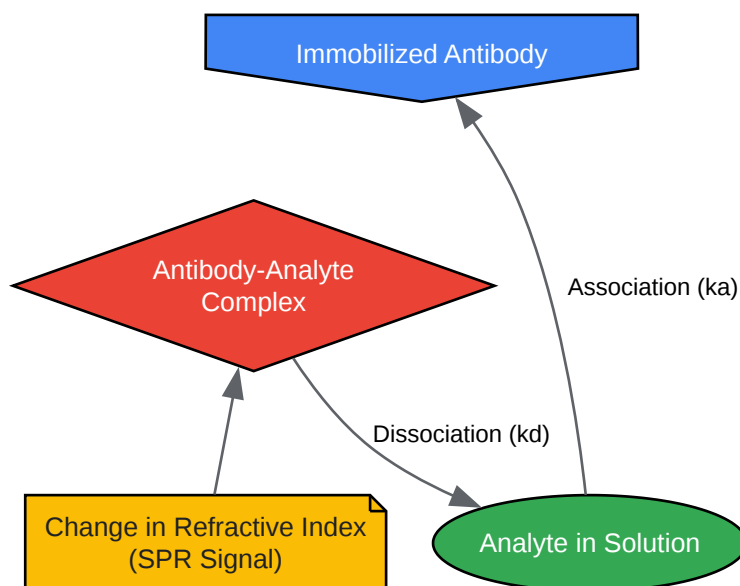 Immobilized Antibody
Antibody-Analyte
Complex
Association (ka)
Dissociation (kd)
Change in Refractive Index
(SPR Signal)
Analyte in Solution